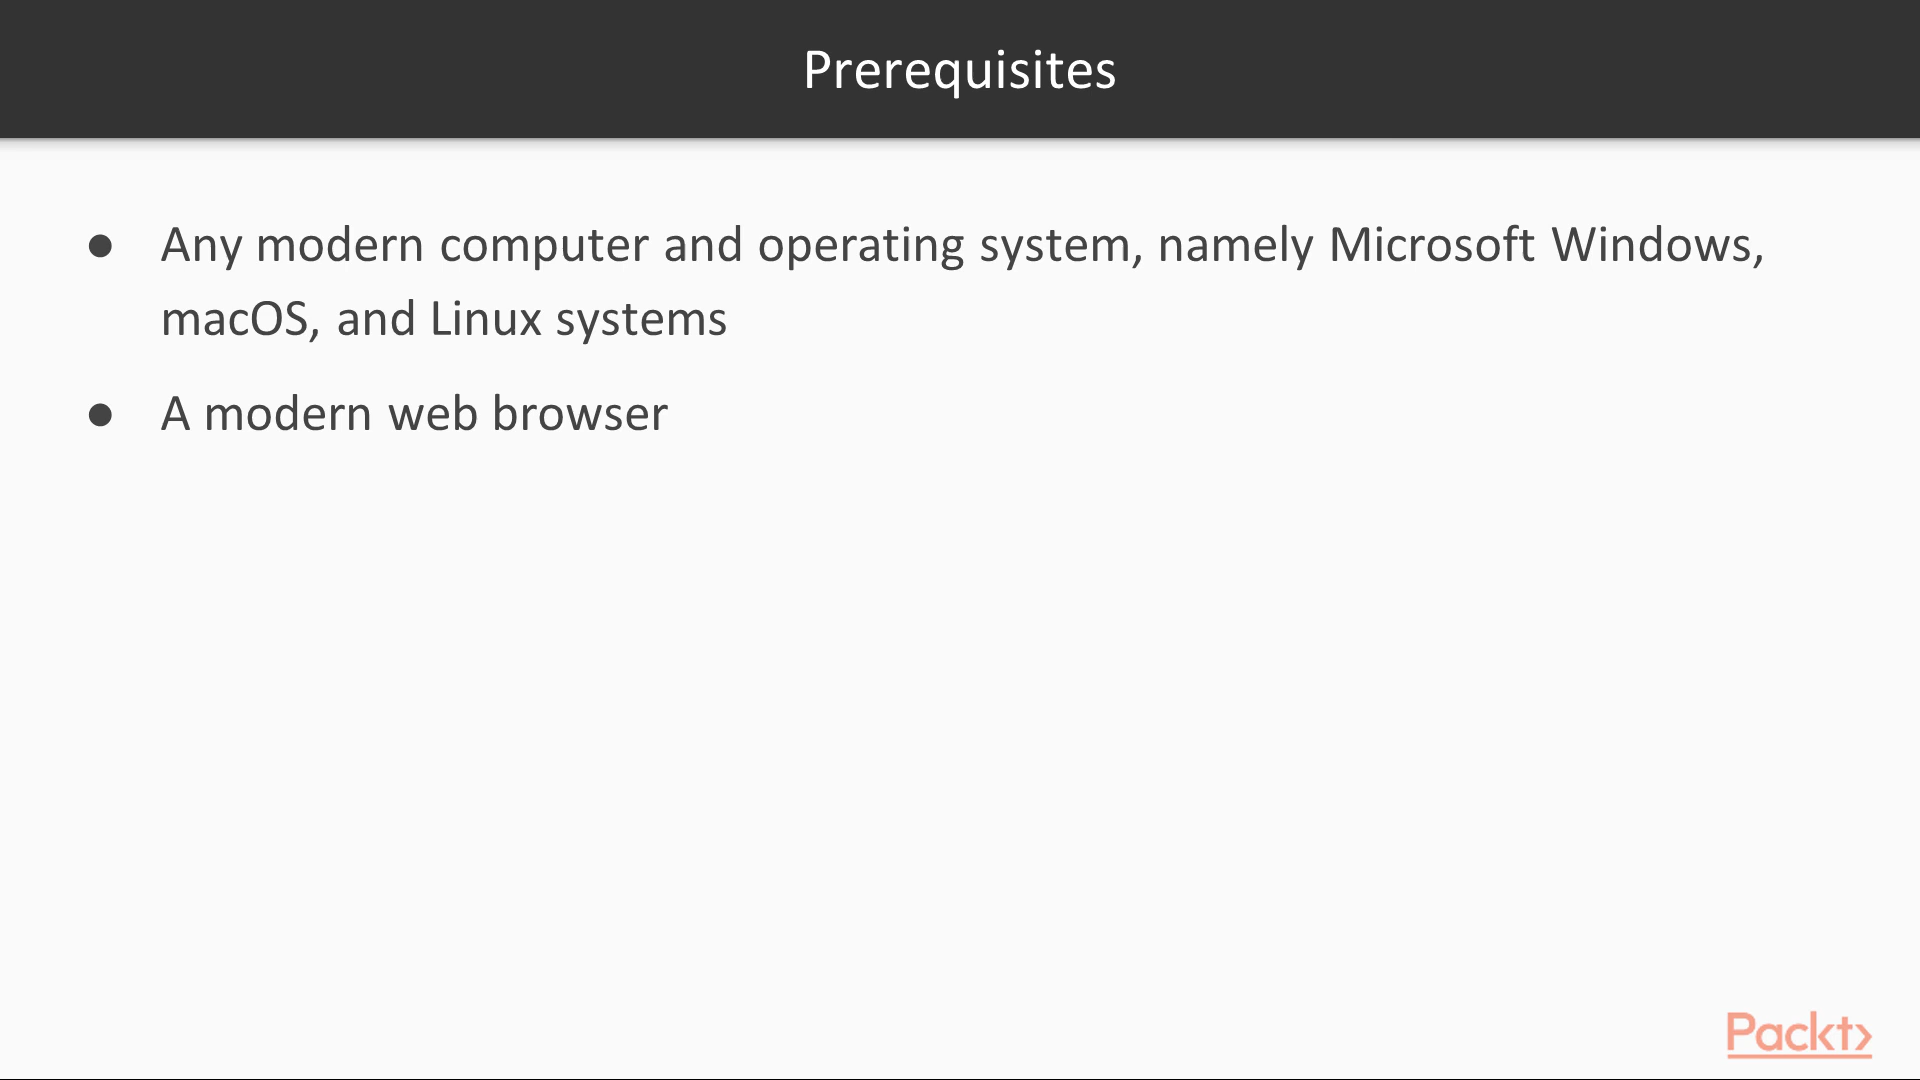 Prerequisites
● Any modern computer and operating system, namely Microsoft Windows,
macOS, and Linux systems
● A modern web browser
Packt>